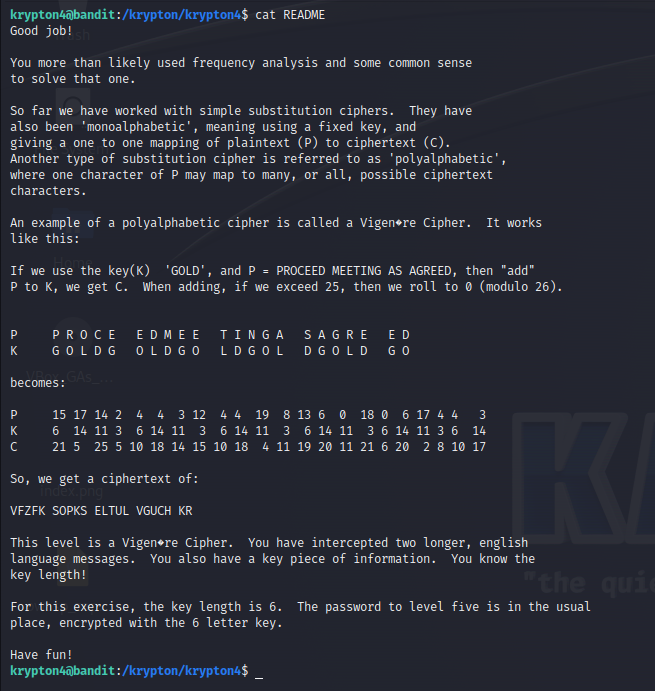 krypton4@bandit:/krypton/krypton4$ cat README
Good job!
You more than likely used frequency analysis and some common sense
to solve that one.
So far we have worked with simple substitution ciphers.  They have
also been 'monoalphabetic', meaning using a fixed key, and
giving a one to one mapping of plaintext (P) to ciphertext (C).
Another type of substitution cipher is referred to as 'polyalphabetic',
where one character of P may map to many, or all, possible ciphertext
characters.
An example of a polyalphabetic cipher is called a Vigen�re Cipher.  It works
like this:
If we use the key(K)  'GOLD', and P = PROCEED MEETING AS AGREED, then "add"
P to K, we get C.  When adding, if we exceed 25, then we roll to 0 (modulo 26).
P     P R O C E   E D M E E   T I N G A   S A G R E   E D
K     G O L D G   O L D G O   L D G O L   D G O L D   G O
becomes:
P     15 17 14 2  4  4  3 12  4 4  19  8 13 6  0  18 0  6 17 4 4   3
K     6  14 11 3  6 14 11  3  6 14 11  3  6 14 11  3 6 14 11 3 6  14
C     21 5  25 5 10 18 14 15 10 18  4 11 19 20 11 21 6 20  2 8 10 17
So, we get a ciphertext of:
VFZFK SOPKS ELTUL VGUCH KR
This level is a Vigen�re Cipher.  You have intercepted two longer, english
language messages.  You also have a key piece of information.  You know the
key length!
For this exercise, the key length is 6.  The password to level five is in the usual
place, encrypted with the 6 letter key.
Have fun!
krypton4@bandit:/krypton/krypton4$ _
index.png
"the quie